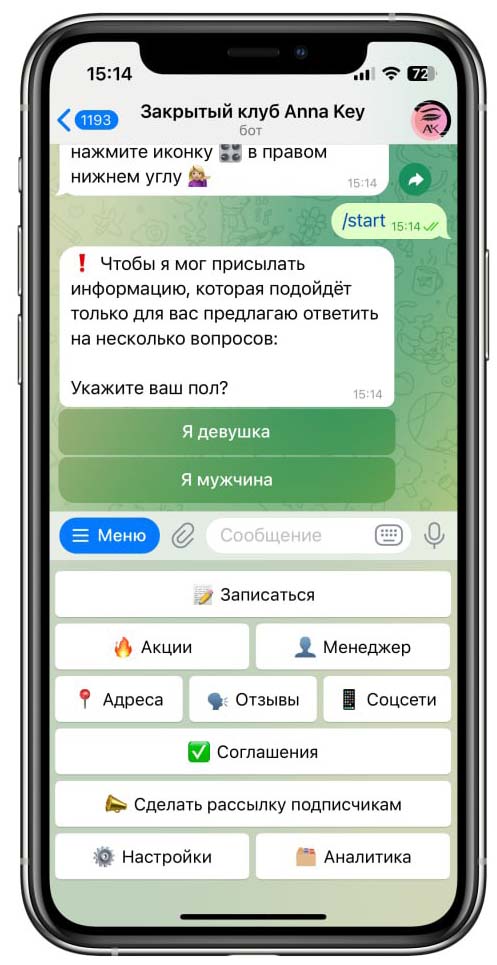 15:14
72
1193
Закрытый клуб Anna Key
бот
нажмите иконку 🎛 в правом
нижнем углу 💁‍♀️
15:14
/start 15:14
❗ Чтобы я мог присылать
информацию, которая подойдёт
только для вас предлагаю ответить
на несколько вопросов:
Укажите ваш пол?
15:14
Я девушка
Я мужчина
Меню
Сообщение
📝 Записаться
🔥 Акции
👤 Менеджер
📍 Адреса
🗣 Отзывы
📱 Соцсети
✅ Соглашения
📣 Сделать рассылку подписчикам
⚙️ Настройки
🗂 Аналитика